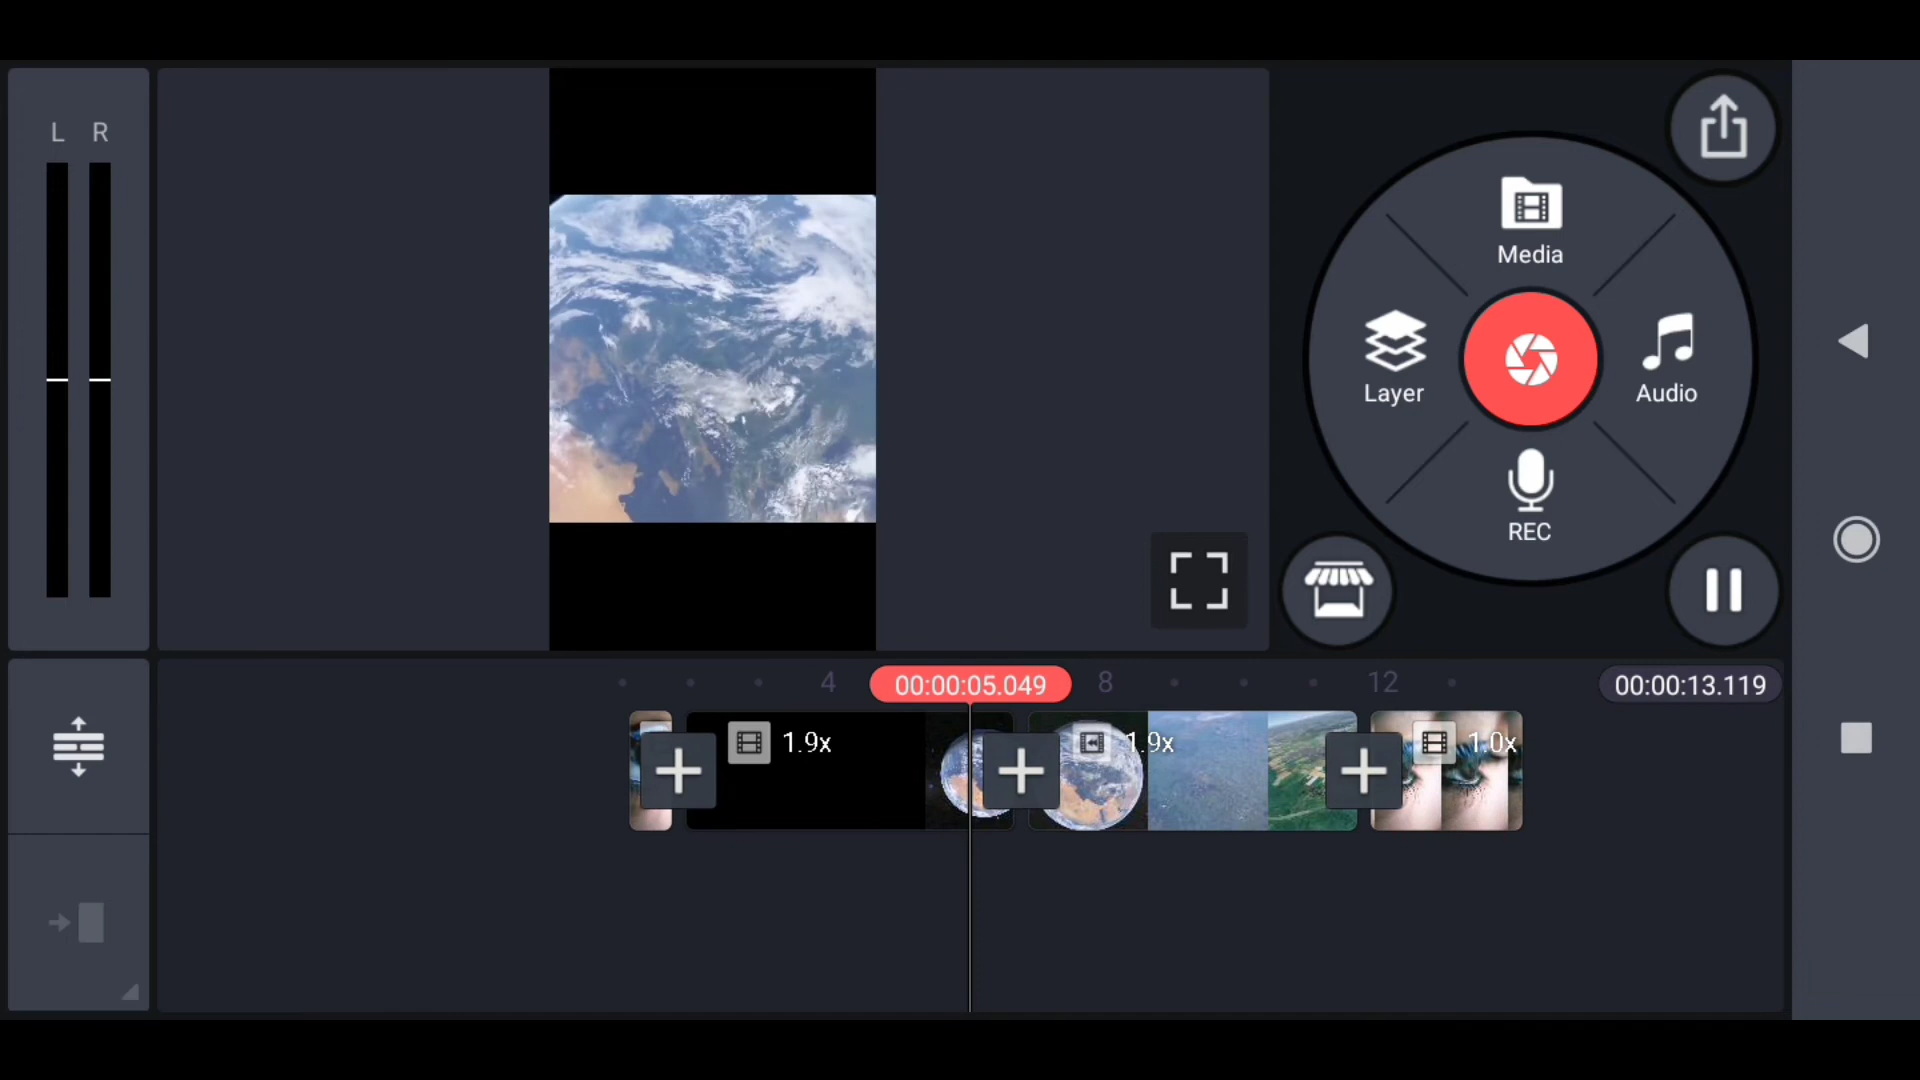 L R
Media
Layer
Audio
REC
4
00:00:05.049
8
12
00:00:13.119
1.9x
1.9x
1.0x